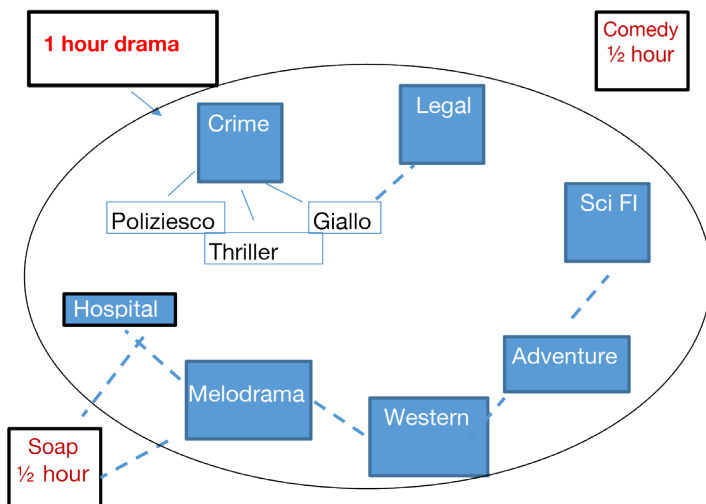 1 hour drama
Comedy
½ hour
Crime
Legal
Poliziesco
Giallo
Thriller
Sci FI
Hospital
Adventure
Melodrama
Western
Soap
½ hour